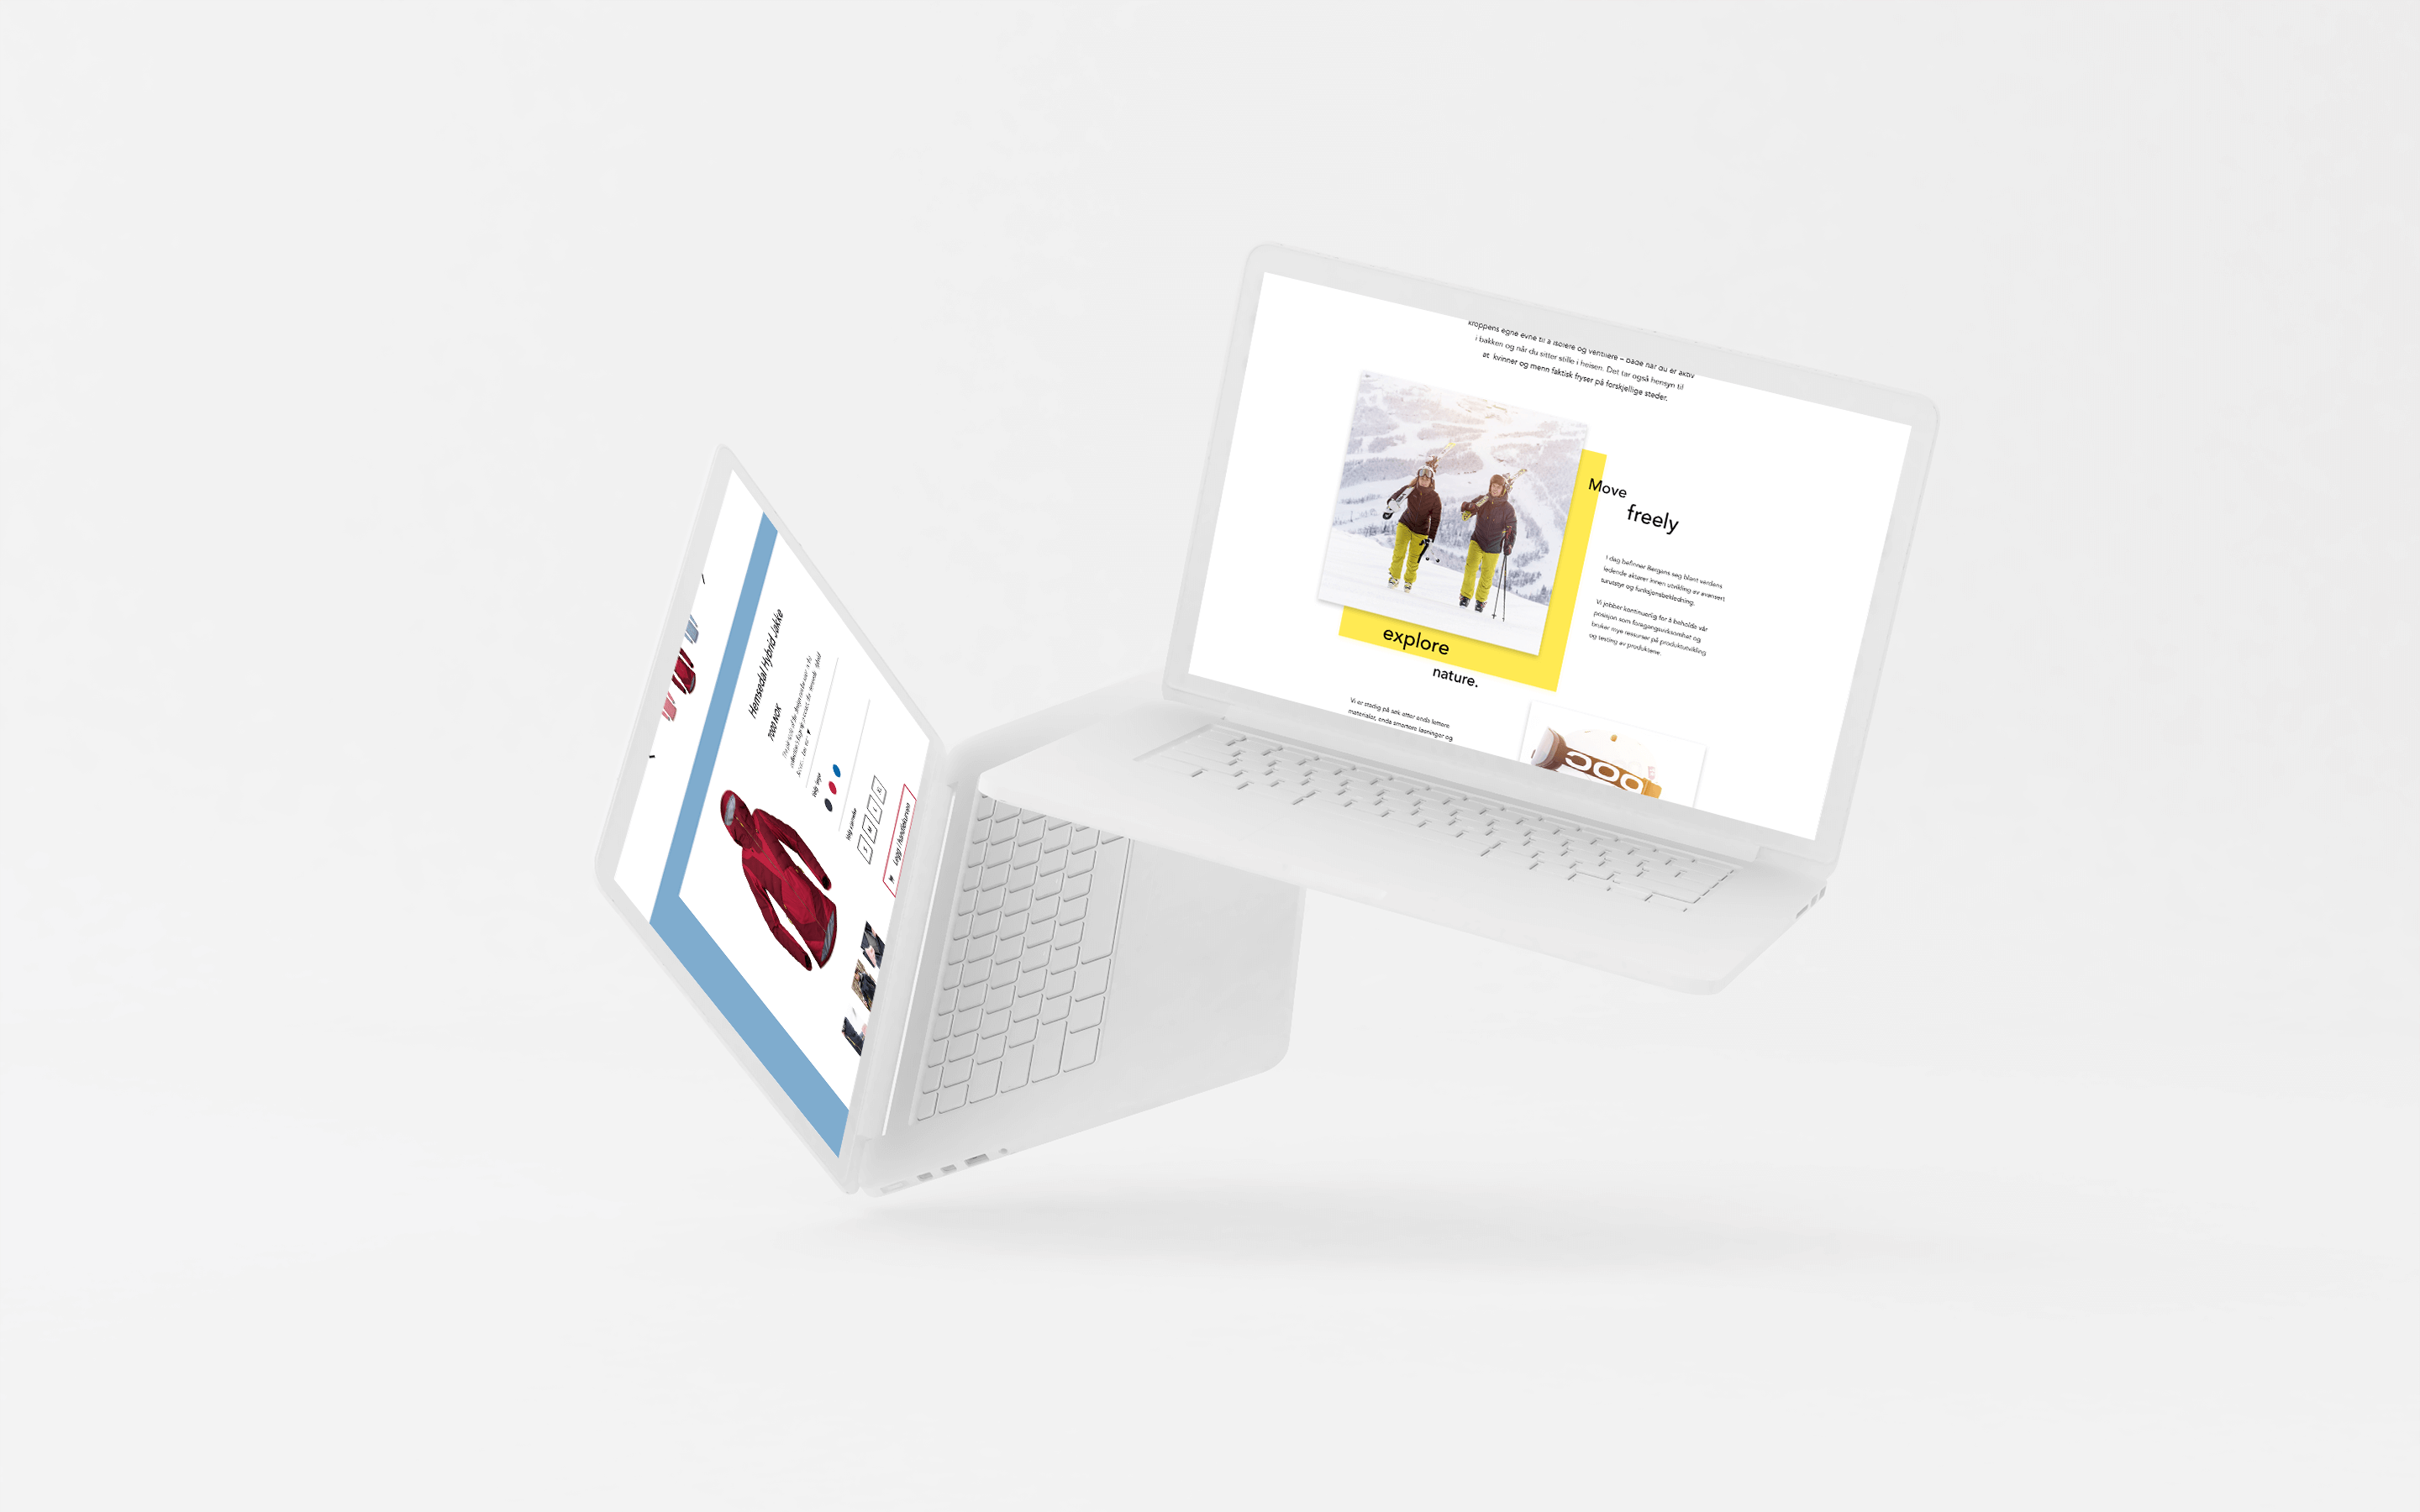 Hemsedal Hybrid Jakke
7000 NOK
Velg farge
Velg størrelse
S
M
L
XL
Legg i handlekurven
kroppens egne evne til å isolere og ventilere – både når du er aktiv
i bakken og når du sitter stille i heisen. Det tar også hensyn til
at kvinner og menn faktisk fryser på forskjellige steder.
Move
freely
I dag befinner Bergans seg blant verdens
ledende aktører innen utvikling av avansert
turutstyr og funksjonsbekledning.
Vi jobber kontinuerlig for å beholde vår
posisjon som foregangsvirksomhet og
bruker mye ressurser på produktutvikling
og testing av produktene.
explore
nature.
Vi er stadig på søk etter enda lettere
materialer, enda smartere løsninger og
POC